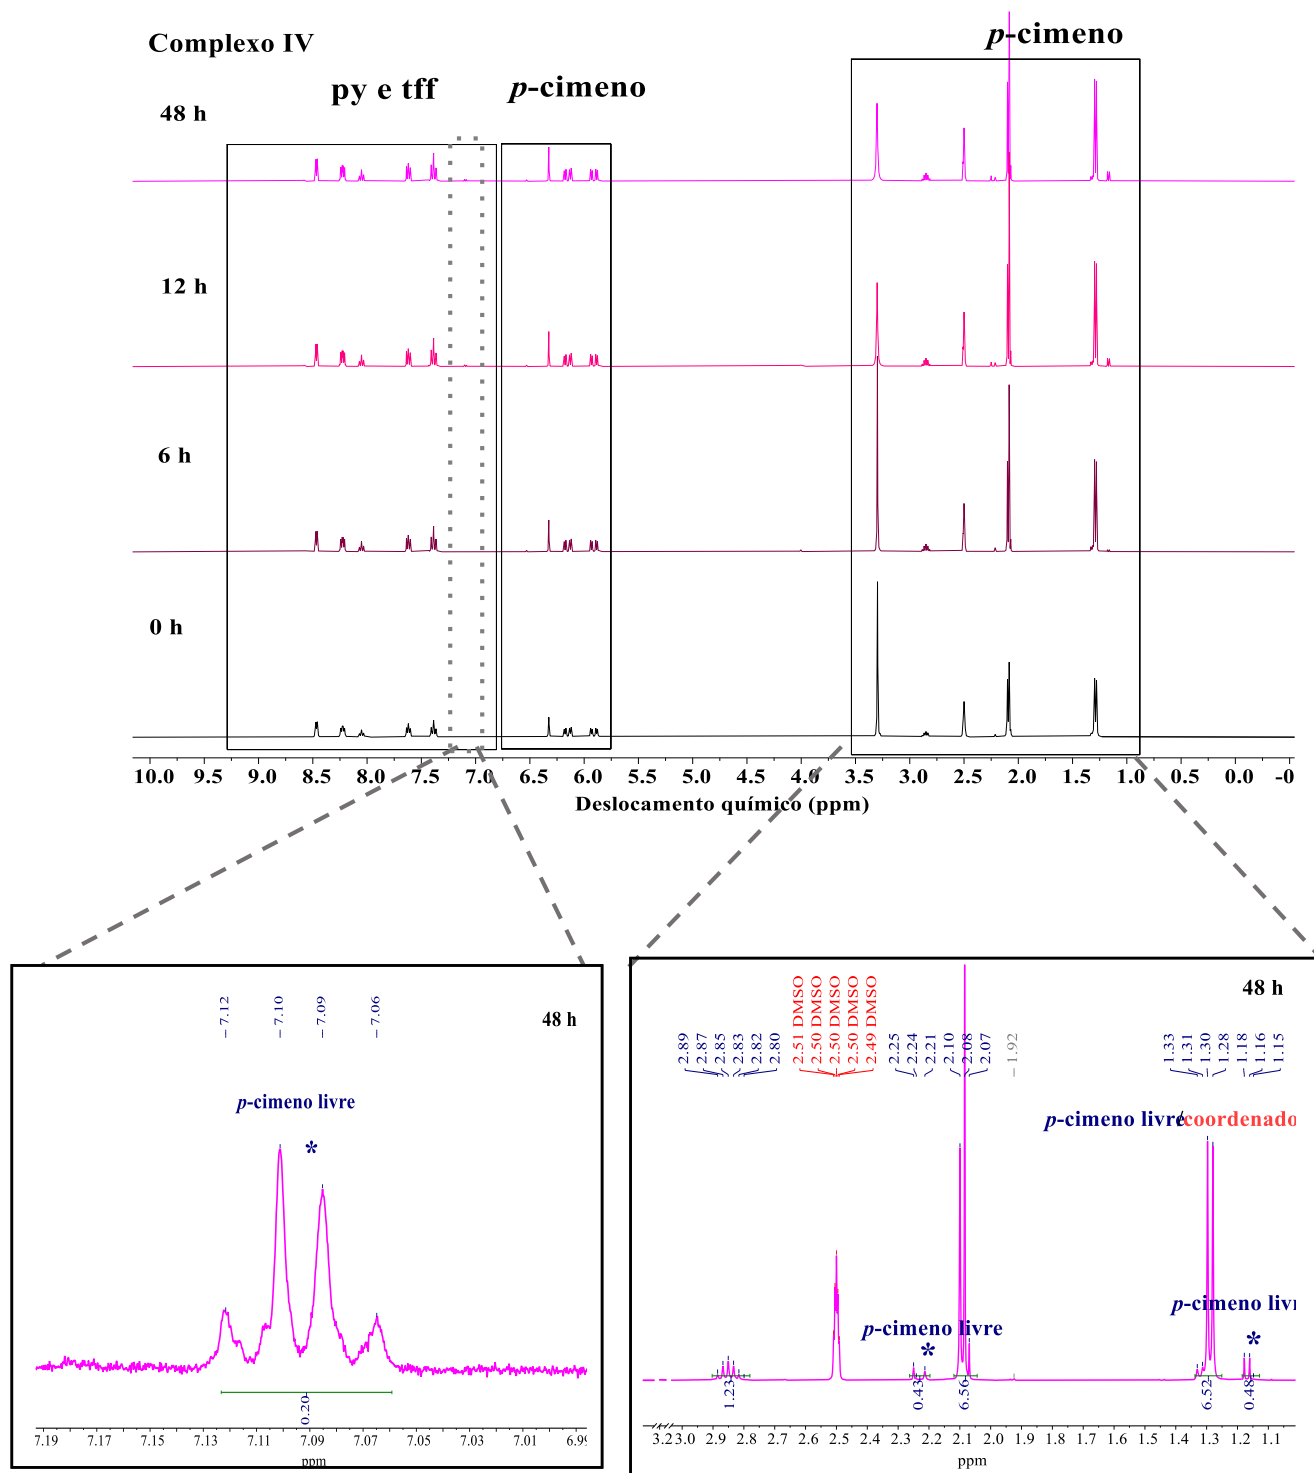 Complexo IV
p-cimeno
py e tff
p-cimeno
48 h
12 h
6 h
0 h
10.0 9.5 9.0 8.5 8.0 7.5 7.0 6.5 6.0 5.5 5.0 4.5 4.0 3.5 3.0 2.5 2.0 1.5 1.0 0.5 0.0 -0
Deslocamento químico (ppm)
7.12 7.10 7.09 7.06
48 h
p-cimeno livre
*
0.20
7.19 7.17 7.15 7.13 7.11 7.09 7.07 7.05 7.03 7.01 6.99
ppm
48 h
2.89 2.87 2.85 2.83 2.82 2.80 2.51 DMSO 2.50 DMSO 2.50 DMSO 2.50 DMSO 2.49 DMSO 2.25 2.24 2.21 2.10 2.08 2.07 1.92 1.33 1.31 1.30 1.28 1.18 1.16 1.15
p-cimeno livre/coordenado
p-cimeno livr
*
p-cimeno livre
*
1.23 0.43 6.56 6.52 0.48
3.2 3.0 2.9 2.8 2.7 2.6 2.5 2.4 2.3 2.2 2.1 2.0 1.9 1.8 1.7 1.6 1.5 1.4 1.3 1.2 1.1
ppm